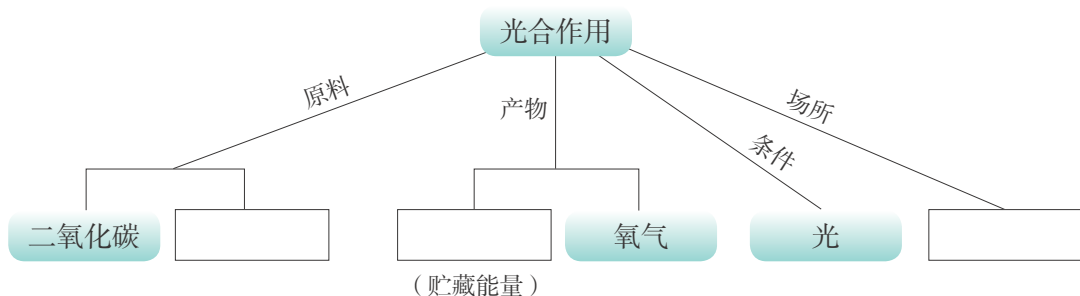 光合作用
原料
产物
条件
场所
二氧化碳
氧气
光
（贮藏能量）